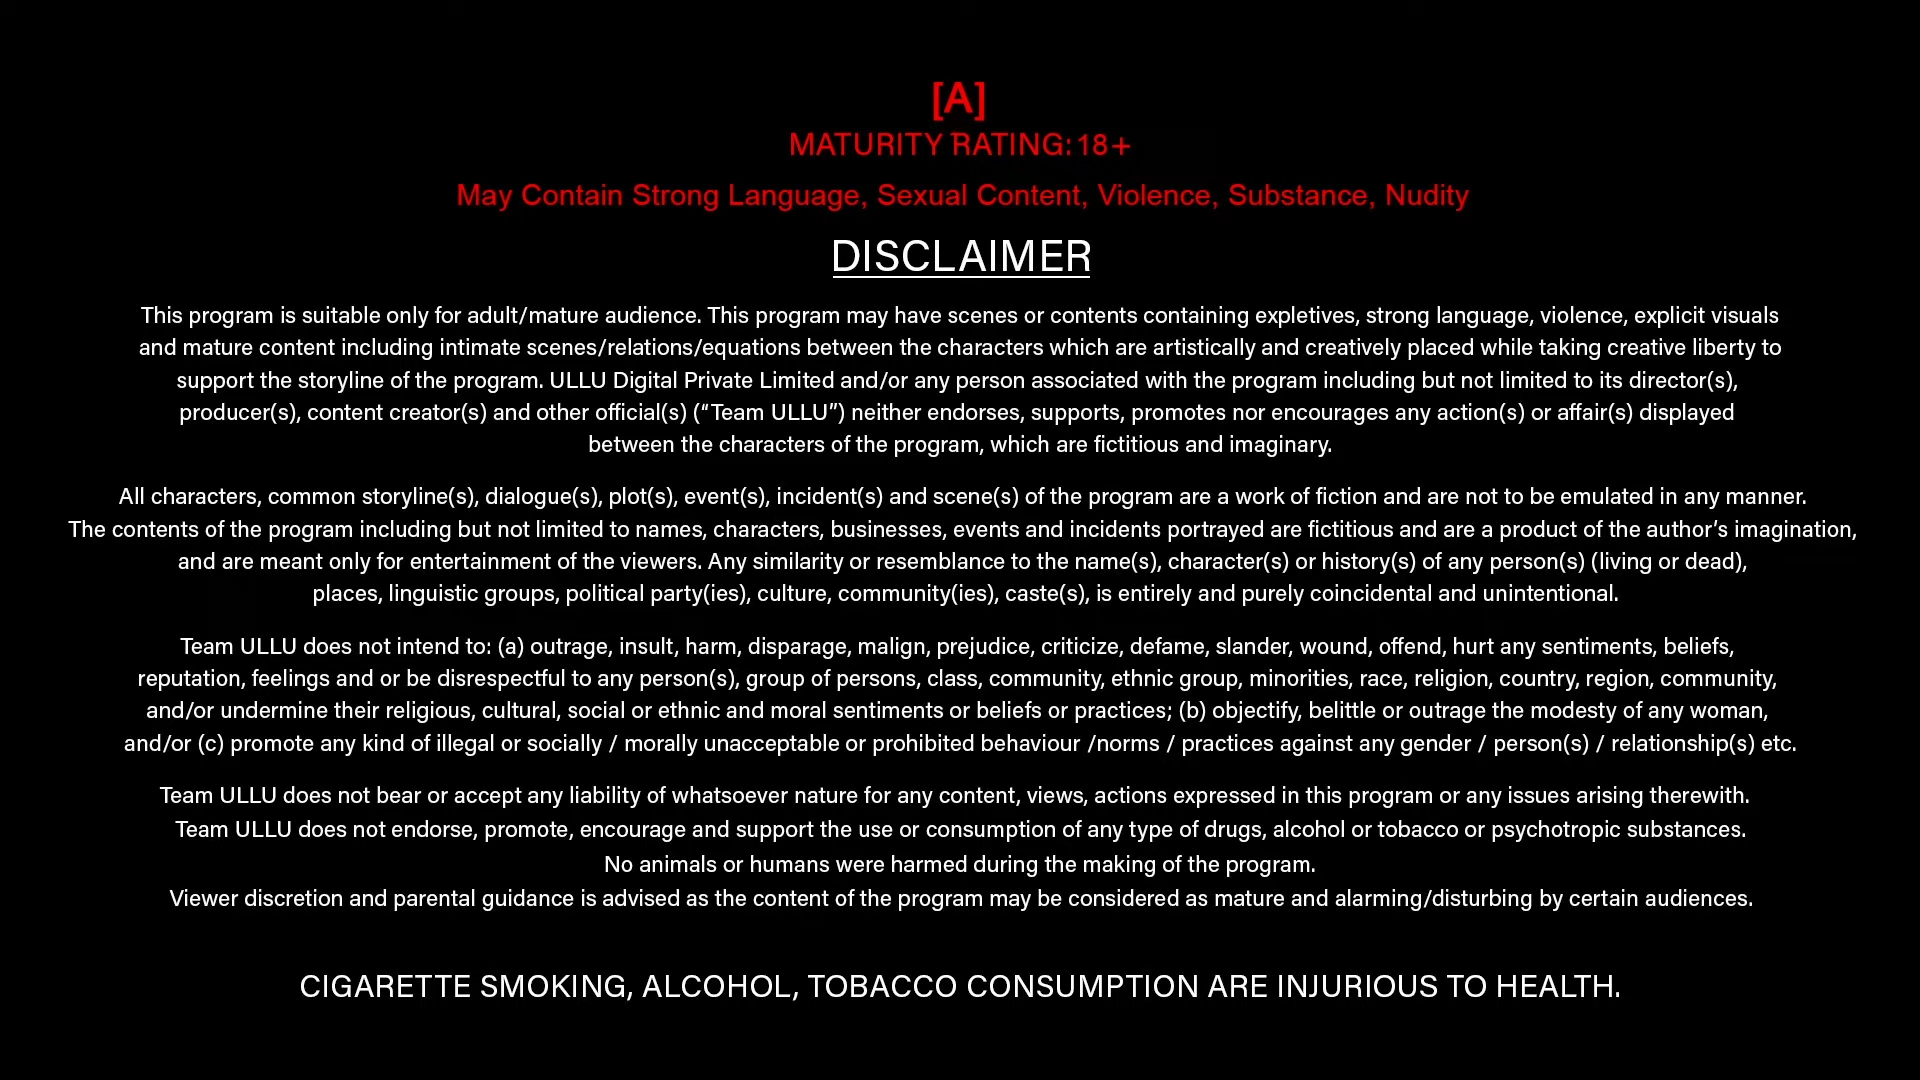 [A]
MATURITY RATING:18+
May Contain Strong Language, Sexual Content, Violence, Substance, Nudity
DISCLAIMER
This program is suitable only for adult/mature audience. This program may have scenes or contents containing expletives, strong language, violence, explicit visuals
and mature content including intimate scenes/relations/equations between the characters which are artistically and creatively placed while taking creative liberty to
support the storyline of the program. ULLU Digital Private Limited and/or any person associated with the program including but not limited to its director(s),
producer(s), content creator(s) and other official(s) (“Team ULLU”) neither endorses, supports, promotes nor encourages any action(s) or affair(s) displayed
between the characters of the program, which are fictitious and imaginary.
All characters, common storyline(s), dialogue(s), plot(s), event(s), incident(s) and scene(s) of the program are a work of fiction and are not to be emulated in any manner.
The contents of the program including but not limited to names, characters, businesses, events and incidents portrayed are fictitious and are a product of the author’s imagination,
and are meant only for entertainment of the viewers. Any similarity or resemblance to the name(s), character(s) or history(s) of any person(s) (living or dead),
places, linguistic groups, political party(ies), culture, community(ies), caste(s), is entirely and purely coincidental and unintentional.
Team ULLU does not intend to: (a) outrage, insult, harm, disparage, malign, prejudice, criticize, defame, slander, wound, offend, hurt any sentiments, beliefs,
reputation, feelings and or be disrespectful to any person(s), group of persons, class, community, ethnic group, minorities, race, religion, country, region, community,
and/or undermine their religious, cultural, social or ethnic and moral sentiments or beliefs or practices; (b) objectify, belittle or outrage the modesty of any woman,
and/or (c) promote any kind of illegal or socially / morally unacceptable or prohibited behaviour /norms / practices against any gender / person(s) / relationship(s) etc.
Team ULLU does not bear or accept any liability of whatsoever nature for any content, views, actions expressed in this program or any issues arising therewith.
Team ULLU does not endorse, promote, encourage and support the use or consumption of any type of drugs, alcohol or tobacco or psychotropic substances.
No animals or humans were harmed during the making of the program.
Viewer discretion and parental guidance is advised as the content of the program may be considered as mature and alarming/disturbing by certain audiences.
CIGARETTE SMOKING, ALCOHOL, TOBACCO CONSUMPTION ARE INJURIOUS TO HEALTH.